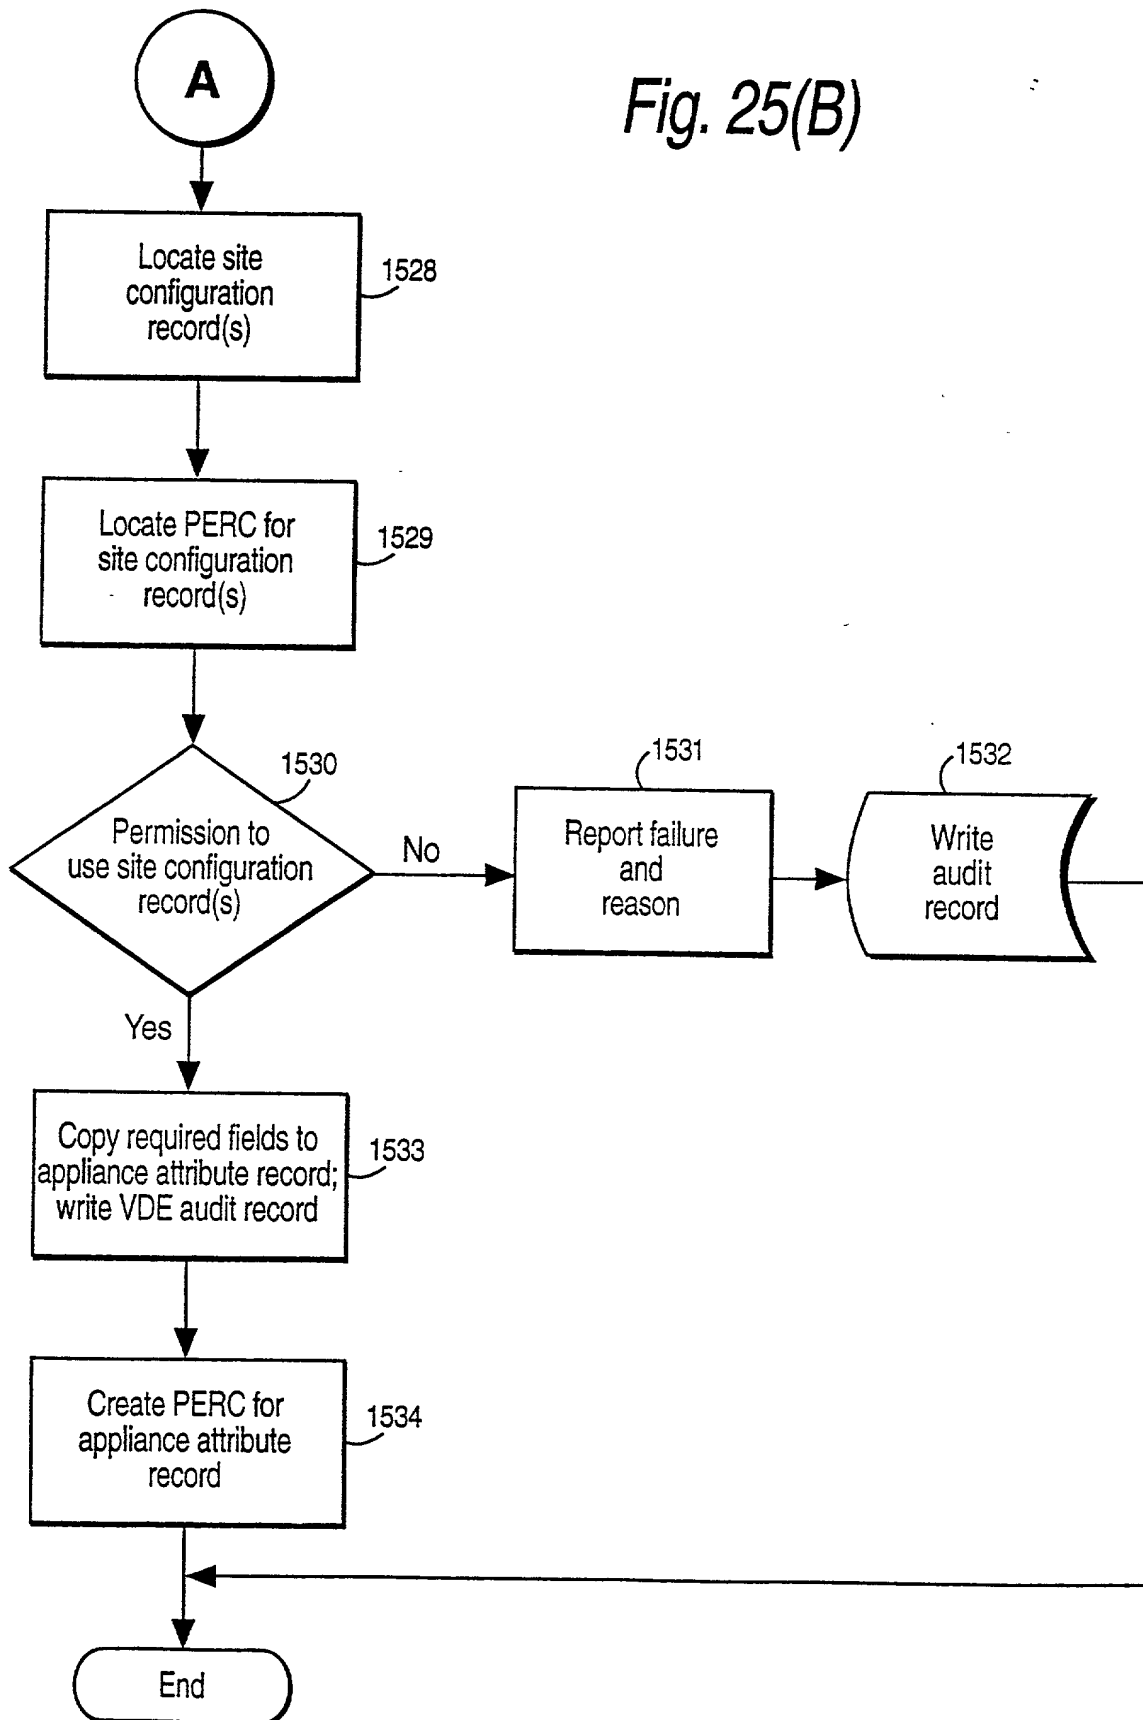 A
Fig. 25(B)
Locate site
configuration
record(s)
1528
Locate PERC for
site configuration
record(s)
1529
1530
Permission to
use site configuration
record(s)
No
1531
Report failure
and
reason
1532
Write
audit
record
Yes
Copy required fields to
appliance attribute record;
write VDE audit record
1533
Create PERC for
appliance attribute
record
1534
End